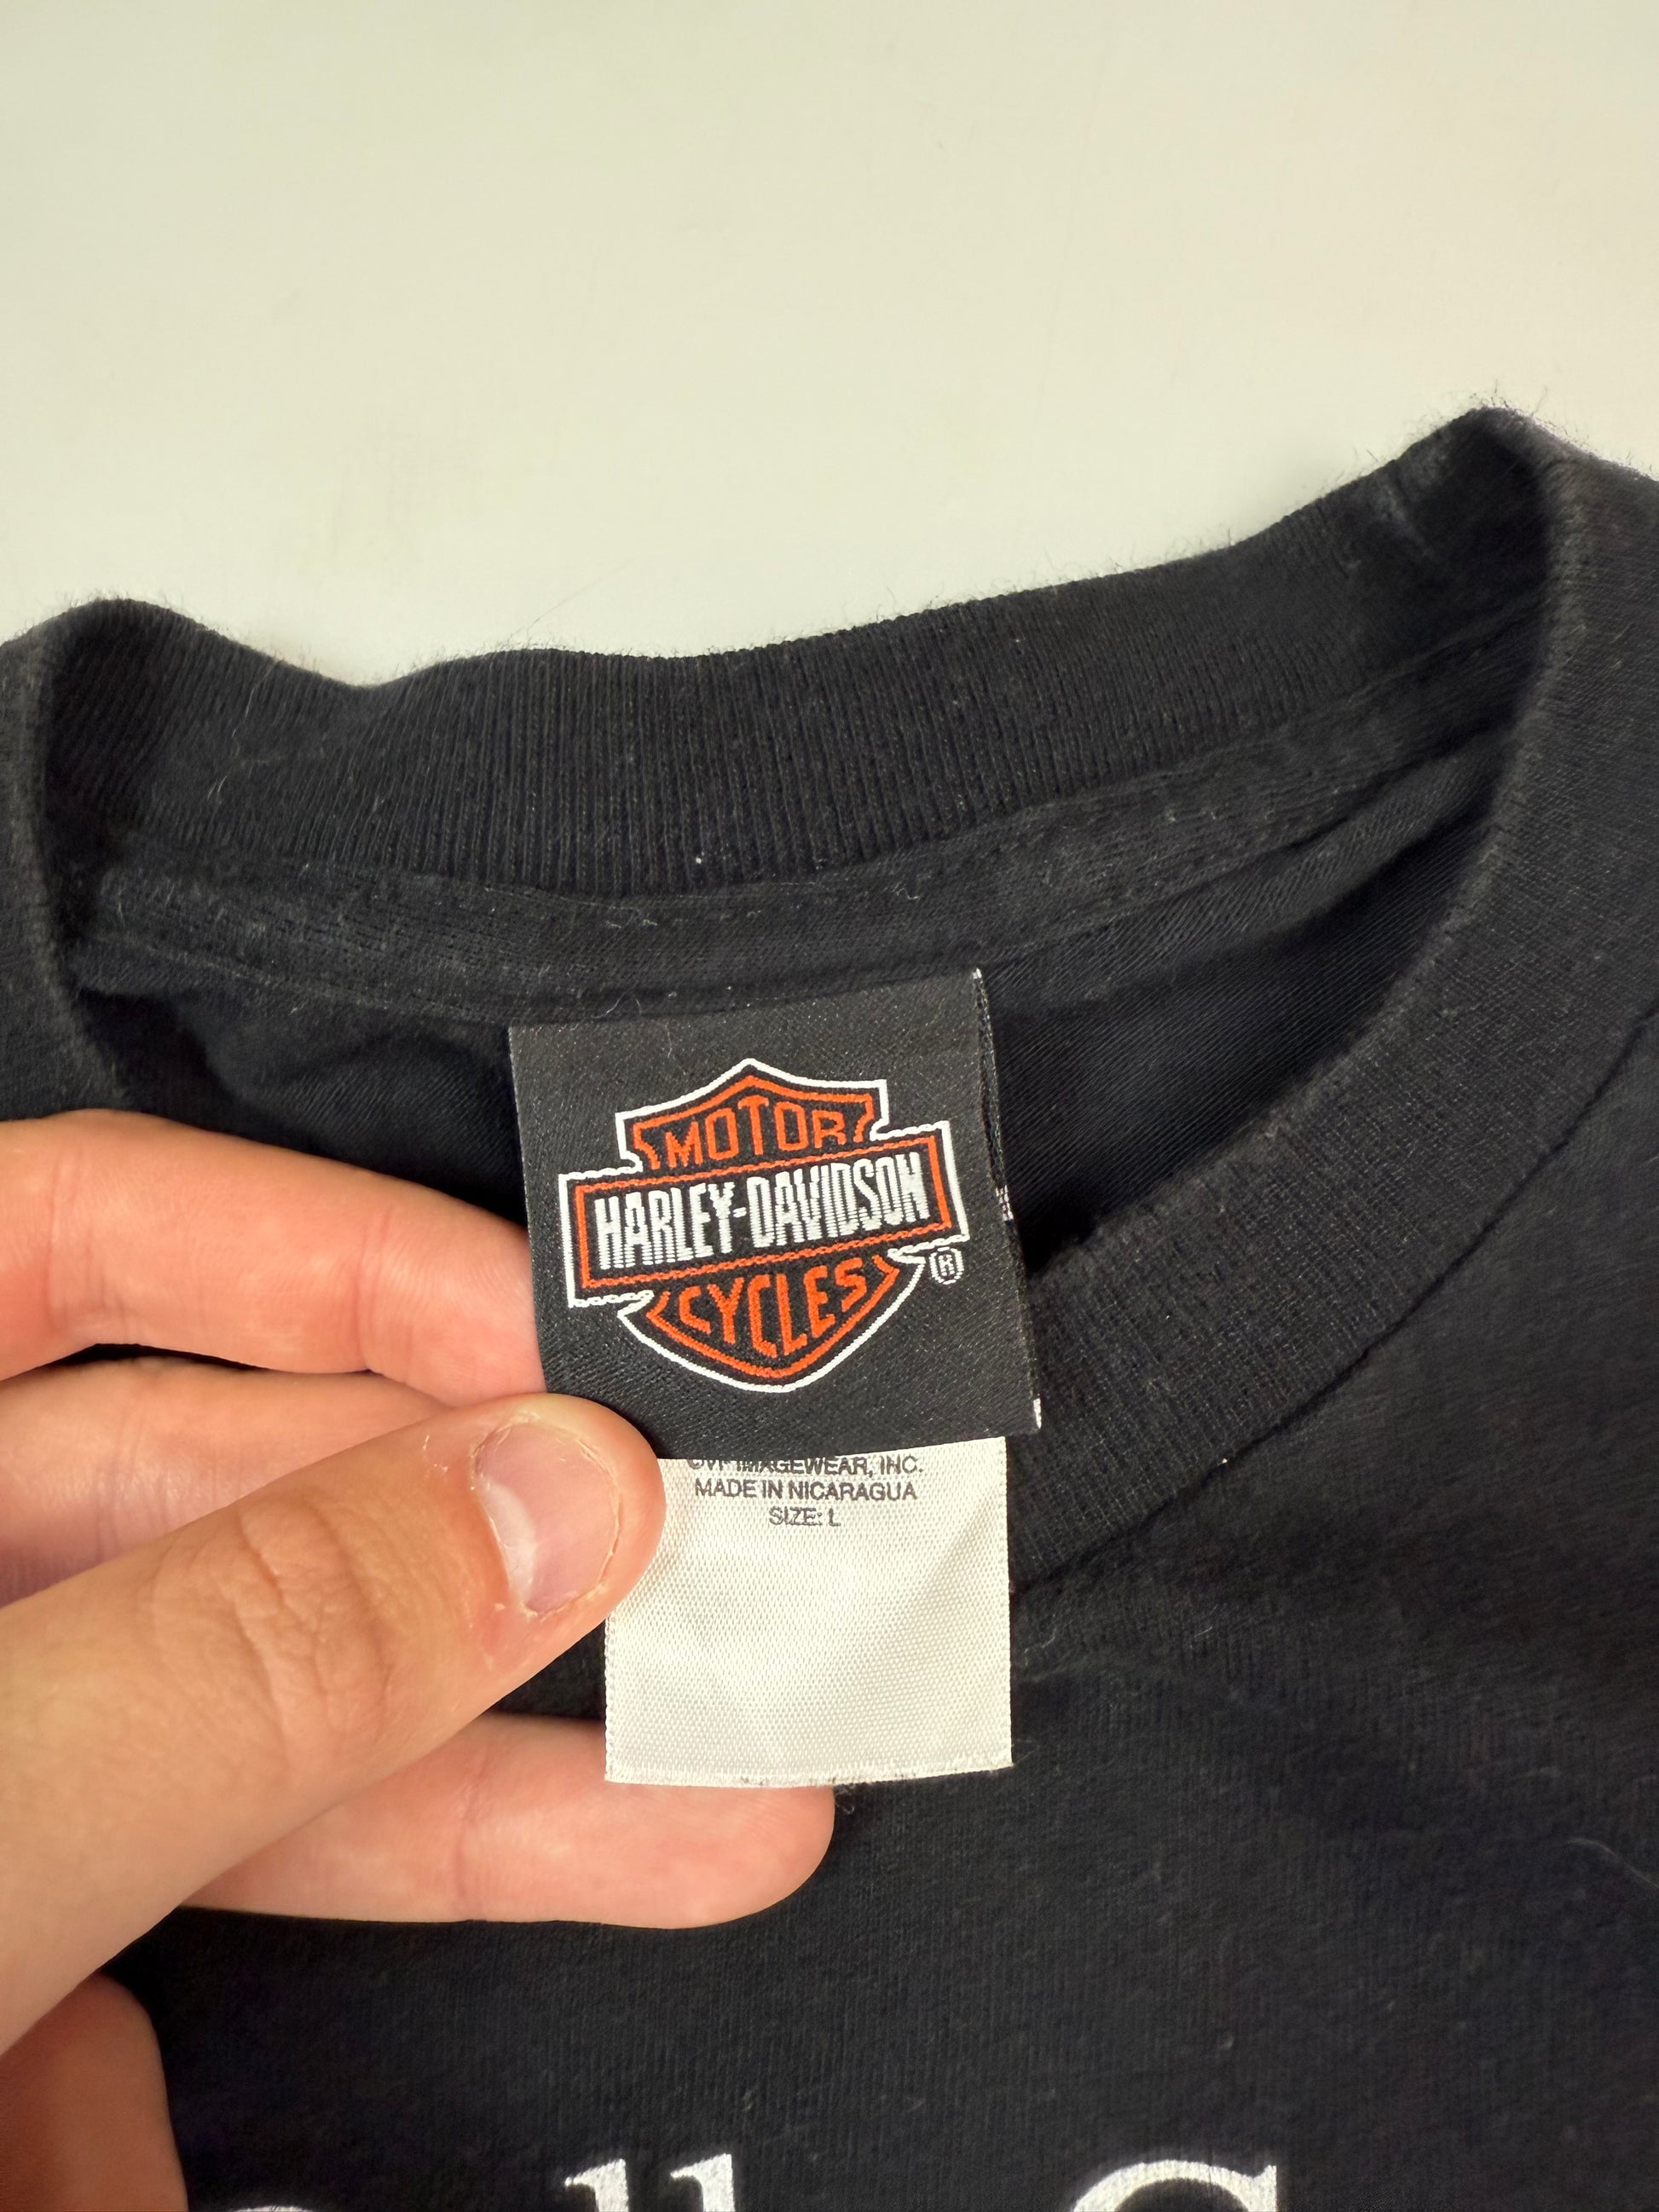 MOTOR
HARLEY-DAVIDSON
CYCLES
®
IMAGEWEAR, INC.
MADE IN NICARAGUA
SIZE: L